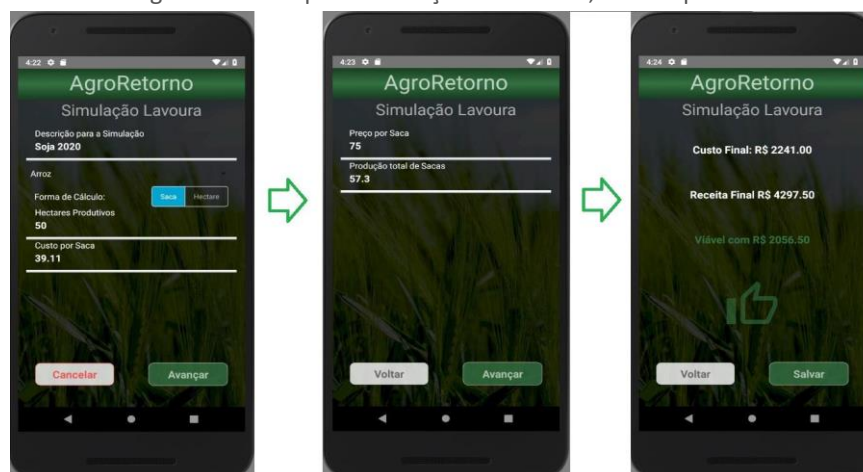 4:22
AgroRetorno
Simulação Lavoura
Descrição para a Simulação
Soja 2020
Arroz
Forma de Cálculo:
Saca
Hectare
Hectares Produtivos
50
Custo por Saca
39.11
Cancelar
Avançar
4:23
AgroRetorno
Simulação Lavoura
Preço por Saca
75
Produção total de Sacas
57.3
Voltar
Avançar
4:24
AgroRetorno
Simulação Lavoura
Custo Final: R$ 2241.00
Receita Final R$ 4297.50
Viável com R$ 2056.50
Voltar
Salvar